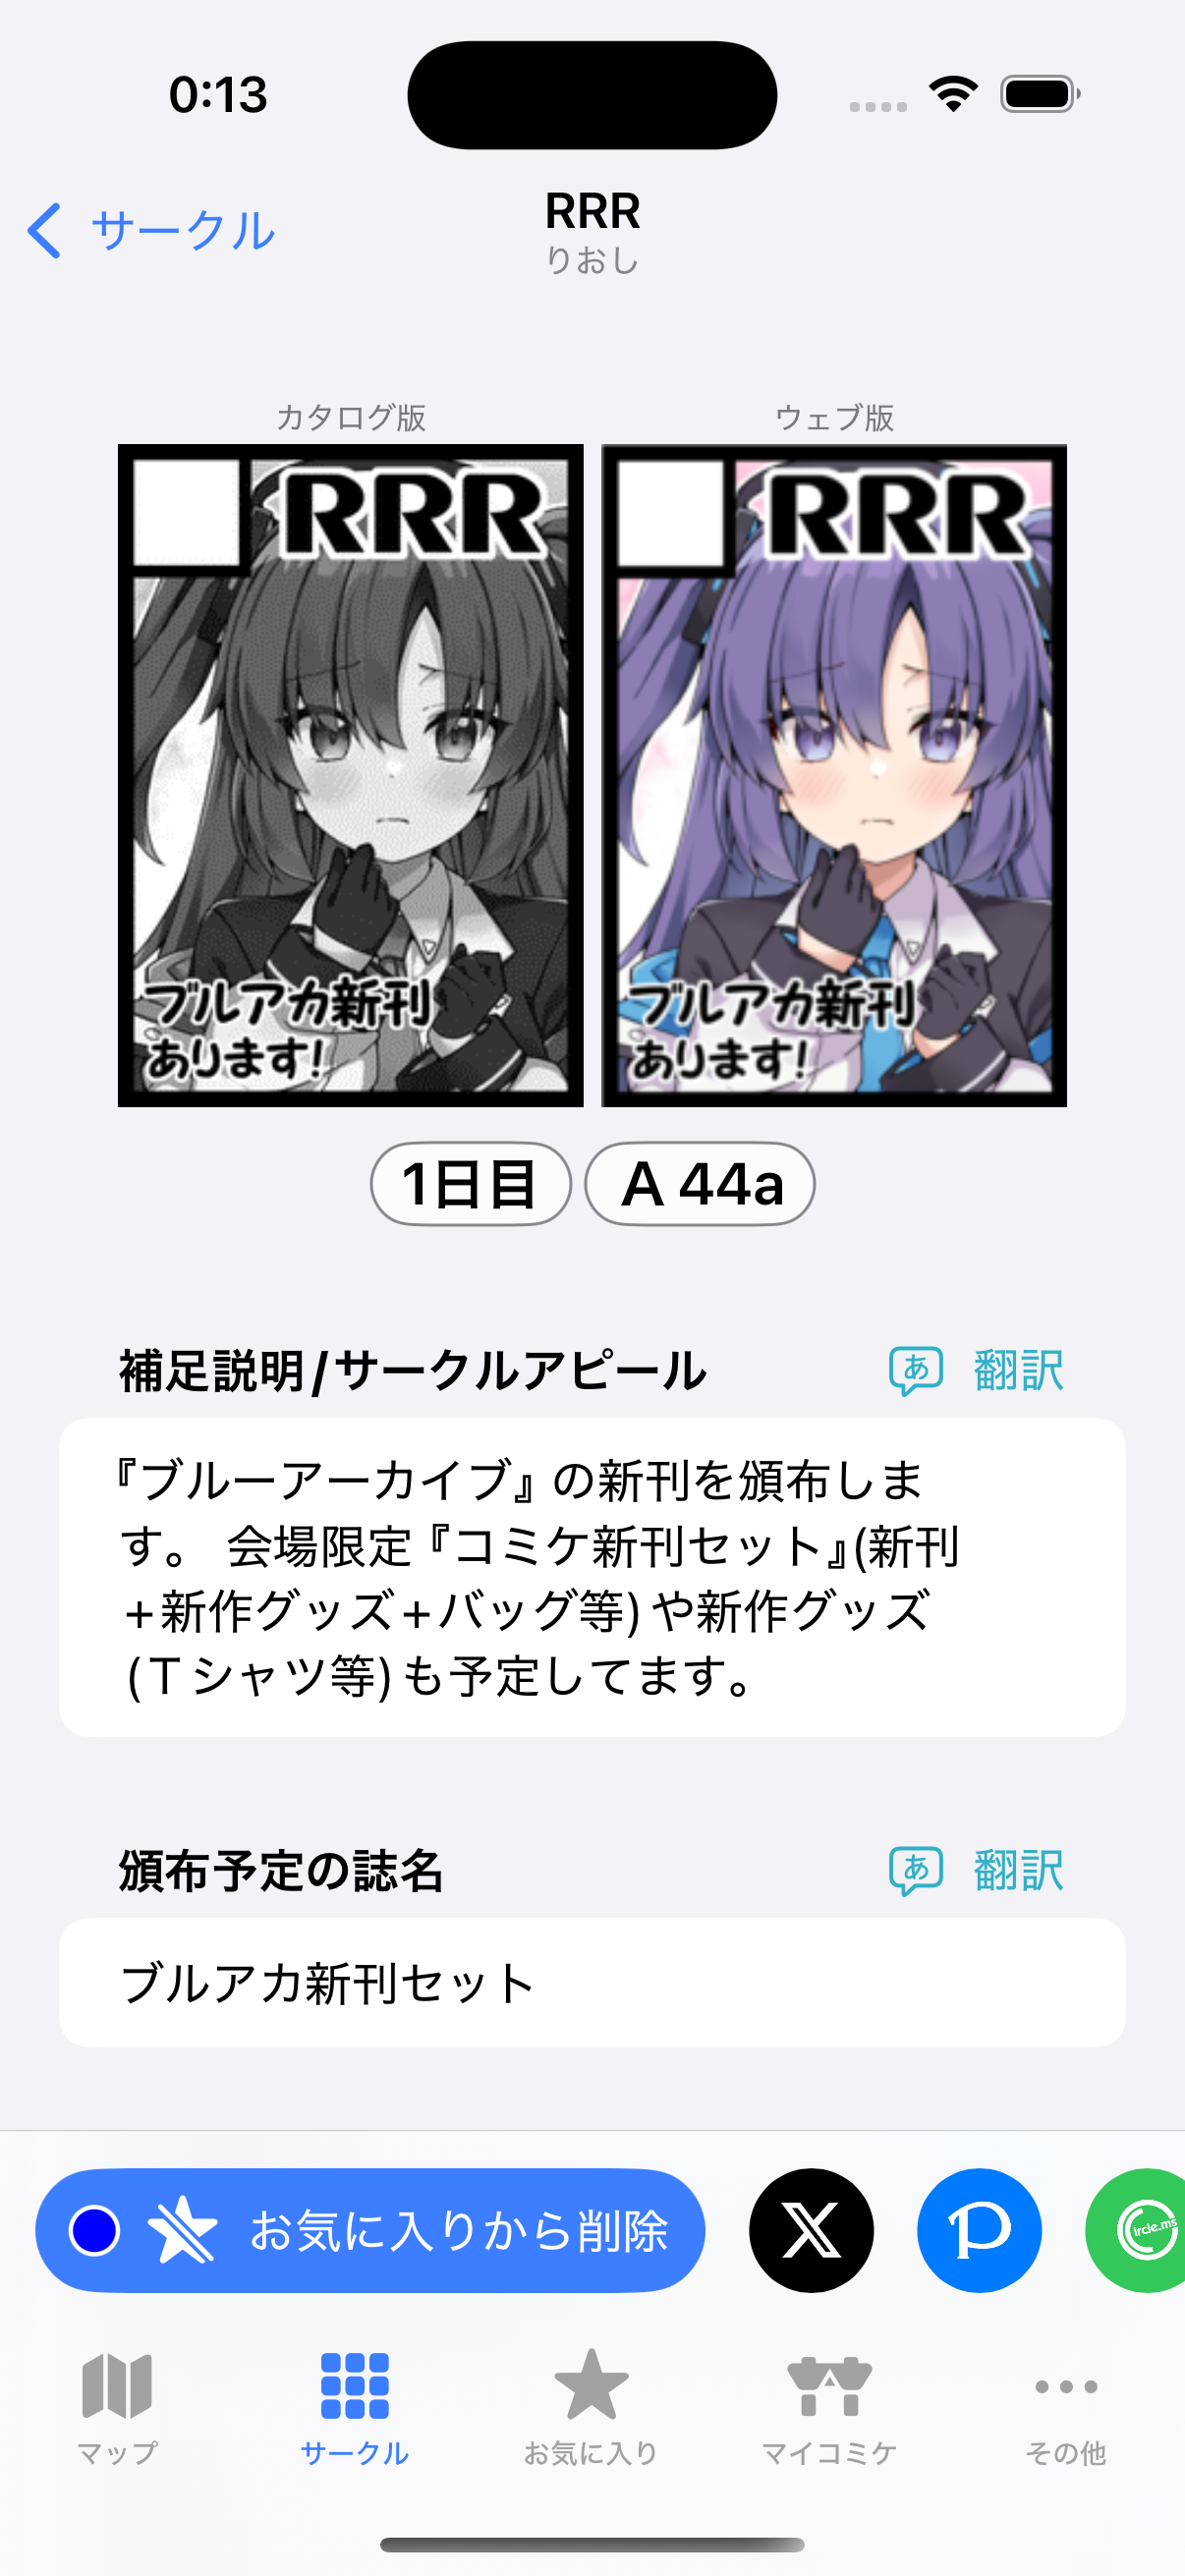 0:13
サークル
RRR
りおし
カタログ版
ウェブ版
RRR
ブルアカ新刊
あります!
RRR
ブルアカ新刊
あります!
1日目
A 44a
補足説明/サークルアピール
あ 翻訳
『ブルーアーカイブ』の新刊を頒布しま
す。 会場限定『コミケ新刊セット』(新刊
+新作グッズ+バッグ等)や新作グッズ
(Tシャツ等)も予定してます。
頒布予定の誌名
あ 翻訳
ブルアカ新刊セット
お気に入りから削除
ircle.ms
マップ
サークル
お気に入り
マイコミケ
その他